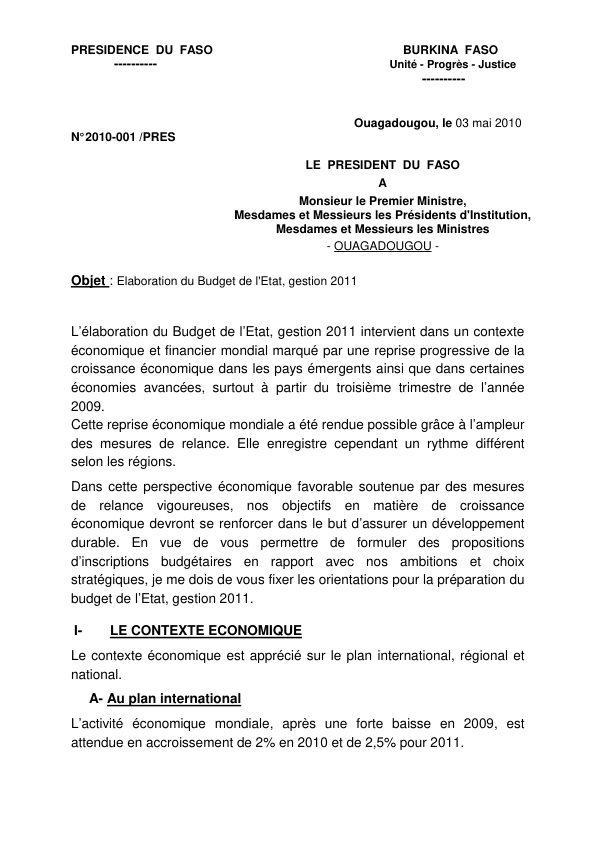 PRESIDENCE DU FASO
----------
BURKINA FASO
Unité - Progrès - Justice
----------
Ouagadougou, le 03 mai 2010
N°2010-001 /PRES
LE PRESIDENT DU FASO
A
Monsieur le Premier Ministre,
Mesdames et Messieurs les Présidents d'Institution,
Mesdames et Messieurs les Ministres
- OUAGADOUGOU -
Objet : Elaboration du Budget de l'Etat, gestion 2011
L’élaboration du Budget de l’Etat, gestion 2011 intervient dans un contexte
économique et financier mondial marqué par une reprise progressive de la
croissance économique dans les pays émergents ainsi que dans certaines
économies avancées, surtout à partir du troisième trimestre de l’année
2009.
Cette reprise économique mondiale a été rendue possible grâce à l’ampleur
des mesures de relance. Elle enregistre cependant un rythme différent
selon les régions.
Dans cette perspective économique favorable soutenue par des mesures
de relance vigoureuses, nos objectifs en matière de croissance
économique devront se renforcer dans le but d’assurer un développement
durable. En vue de vous permettre de formuler des propositions
d’inscriptions budgétaires en rapport avec nos ambitions et choix
stratégiques, je me dois de vous fixer les orientations pour la préparation du
budget de l’Etat, gestion 2011.
I- LE CONTEXTE ECONOMIQUE
Le contexte économique est apprécié sur le plan international, régional et
national.
A- Au plan international
L’activité économique mondiale, après une forte baisse en 2009, est
attendue en accroissement de 2% en 2010 et de 2,5% pour 2011.